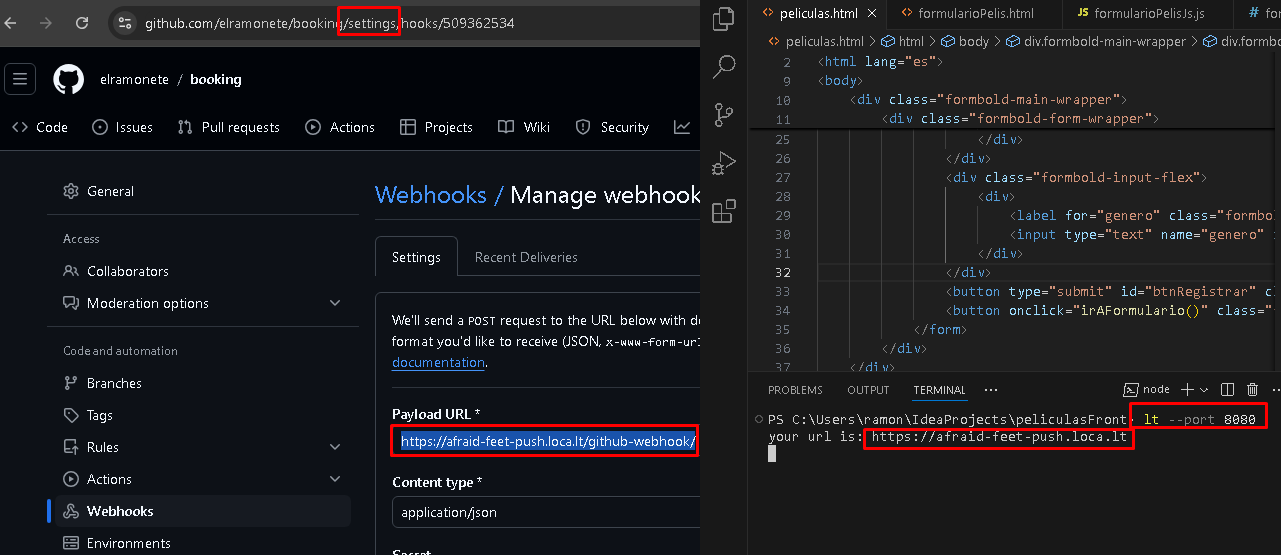 github.com/elramonete/booking/settings/hooks/509362534
elramonete / booking
Code Issues Pull requests Actions Projects Wiki Security
General
Access
Collaborators
Moderation options
Code and automation
Branches
Tags
Rules
Actions
Webhooks
Environments
Webhooks / Manage webhook
Settings Recent Deliveries
We'll send a POST request to the URL below with de
format you'd like to receive (JSON, x-www-form-url
documentation.
Payload URL *
https://afraid-feet-push.loca.lt/github-webhook/
Content type *
application/json
Secret
peliculas.html formularioPelis.html JS formularioPelisJs.js # for
peliculas.html > html > body > div.formbold-main-wrapper > div.formbo
2 <html lang="es">
9 <body>
10 <div class="formbold-main-wrapper">
11 <div class="formbold-form-wrapper">
25 </div>
26 </div>
27 <div class="formbold-input-flex">
28 <div>
29 <label for="genero" class="formbo
30 <input type="text" name="genero"
31 </div>
32 </div>
33 <button type="submit" id="btnRegistrar" c
34 <button onclick="irAFormulario()" class="
35 </form>
36 </div>
37 </div>
PROBLEMS OUTPUT TERMINAL ... node
PS C:\Users\ramon\IdeaProjects\peliculasFront> lt --port 8080
your url is: https://afraid-feet-push.loca.lt